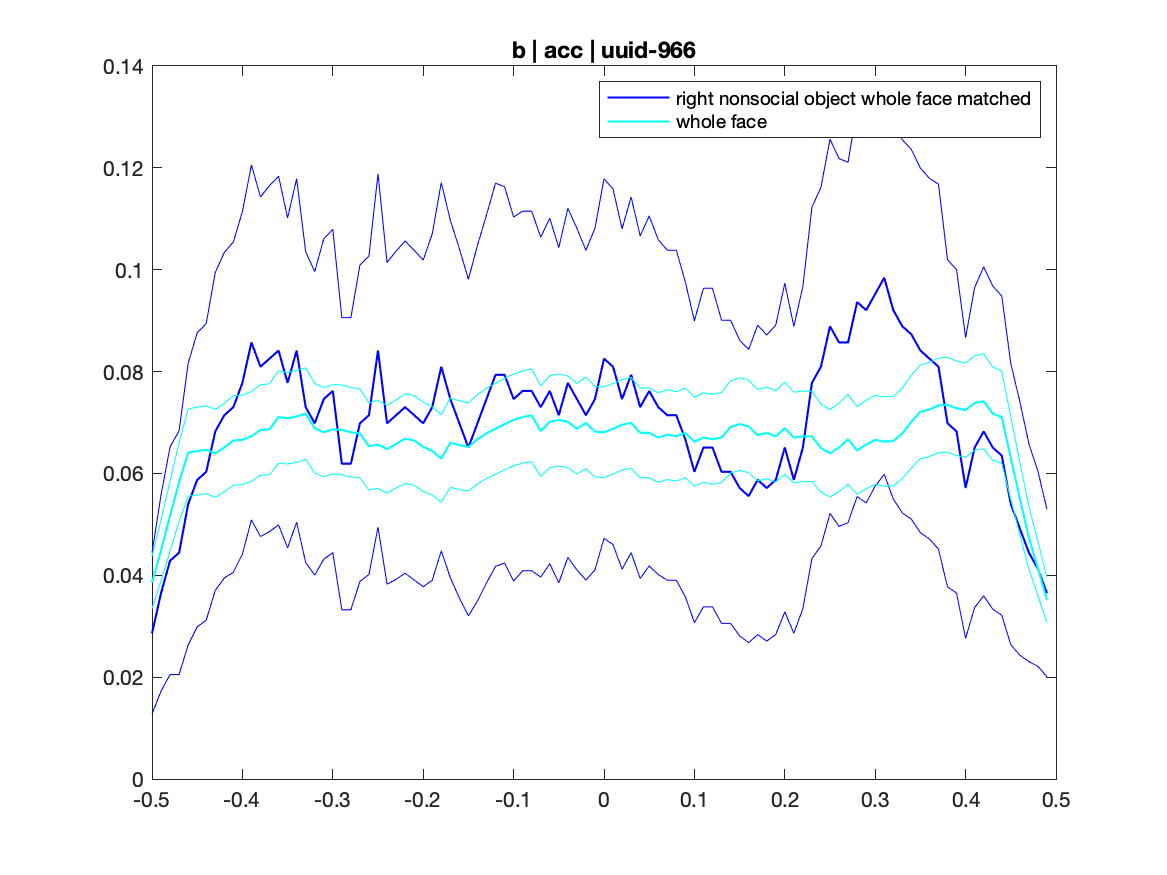 b | acc | uuid-966
right nonsocial object whole face matched
whole face
0.14
0.12
0.1
0.08
0.06
0.04
0.02
0
-0.5 -0.4 -0.3 -0.2 -0.1 0 0.1 0.2 0.3 0.4 0.5